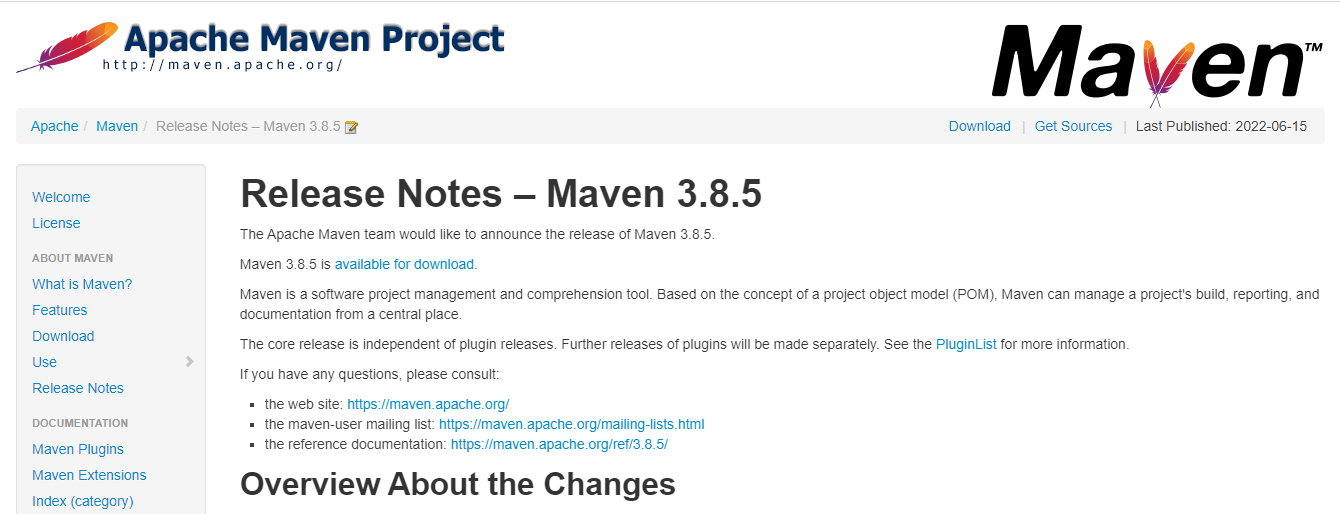 Apache Maven Project
http://maven.apache.org/
Maven™
Apache / Maven / Release Notes – Maven 3.8.5
Download | Get Sources | Last Published: 2022-06-15
Welcome
License
ABOUT MAVEN
What is Maven?
Features
Download
Use
Release Notes
DOCUMENTATION
Maven Plugins
Maven Extensions
Index (category)
Release Notes – Maven 3.8.5
The Apache Maven team would like to announce the release of Maven 3.8.5.
Maven 3.8.5 is available for download.
Maven is a software project management and comprehension tool. Based on the concept of a project object model (POM), Maven can manage a project's build, reporting, and
documentation from a central place.
The core release is independent of plugin releases. Further releases of plugins will be made separately. See the PluginList for more information.
If you have any questions, please consult:
the web site: https://maven.apache.org/
the maven-user mailing list: https://maven.apache.org/mailing-lists.html
the reference documentation: https://maven.apache.org/ref/3.8.5/
Overview About the Changes